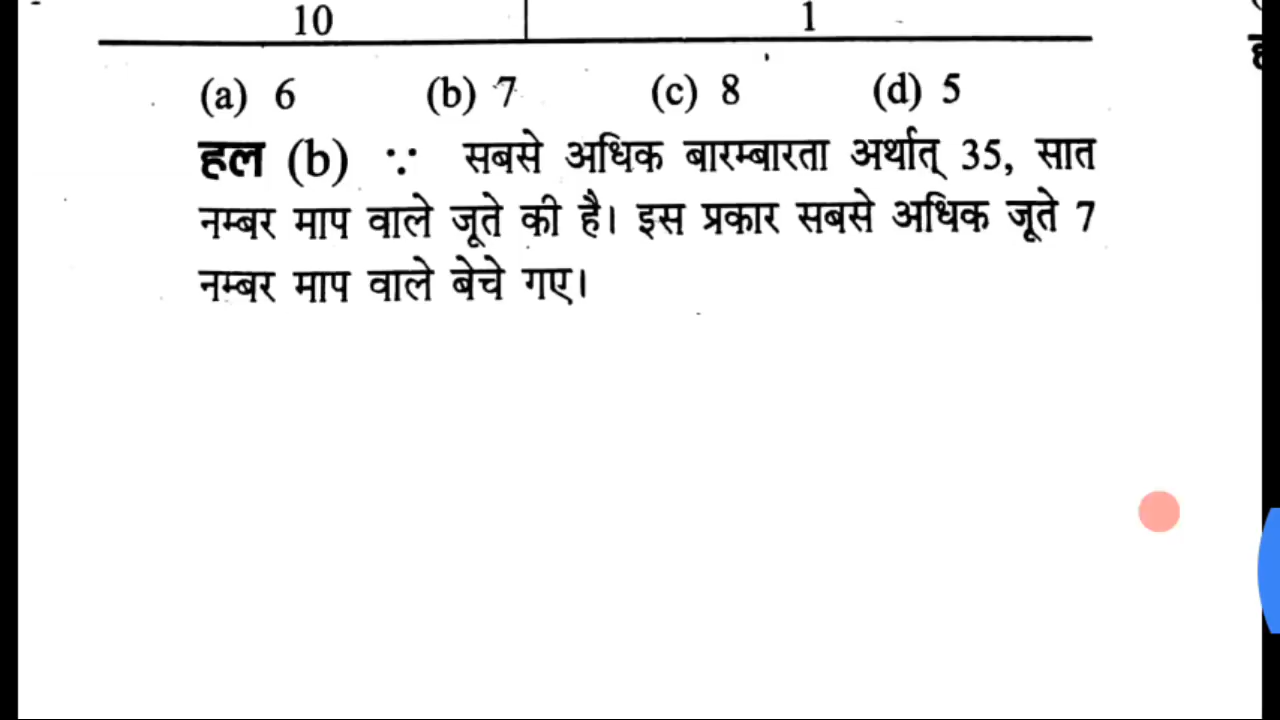 10 1
(a) 6 (b) 7 (c) 8 (d) 5
हल (b) ∵ सबसे अधिक बारम्बारता अर्थात् 35, सात
नम्बर माप वाले जूते की है। इस प्रकार सबसे अधिक जूते 7
नम्बर माप वाले बेचे गए।